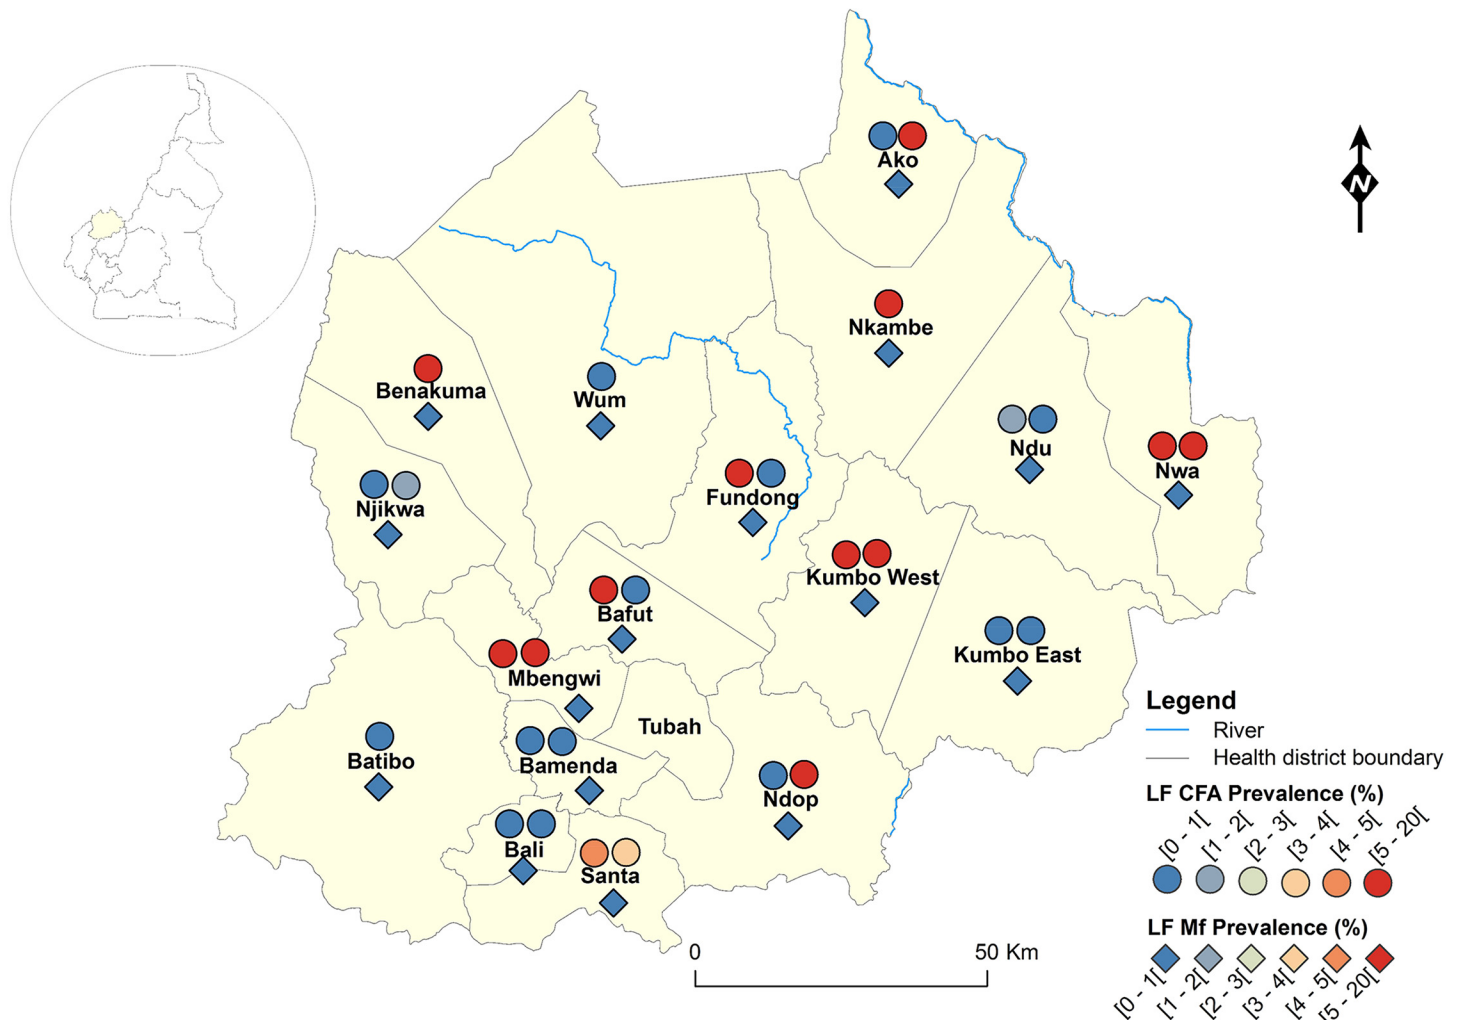 Ako
N
Nkambe
Benakuma
Wum
Ndu
Nwa
Fundong
Njikwa
Kumbo West
Bafut
Kumbo East
Mbengwi
Tubah
Batibo
Bamenda
Ndop
Bali
Santa
0 50 Km
Legend
River
Health district boundary
LF CFA Prevalence (%)
[0 - 1[ [1 - 2[ [2 - 3[ [3 - 4[ [4 - 5[ [5 - 20[
LF Mf Prevalence (%)
[0 - 1[ [1 - 2[ [2 - 3[ [3 - 4[ [4 - 5[ [5 - 20[